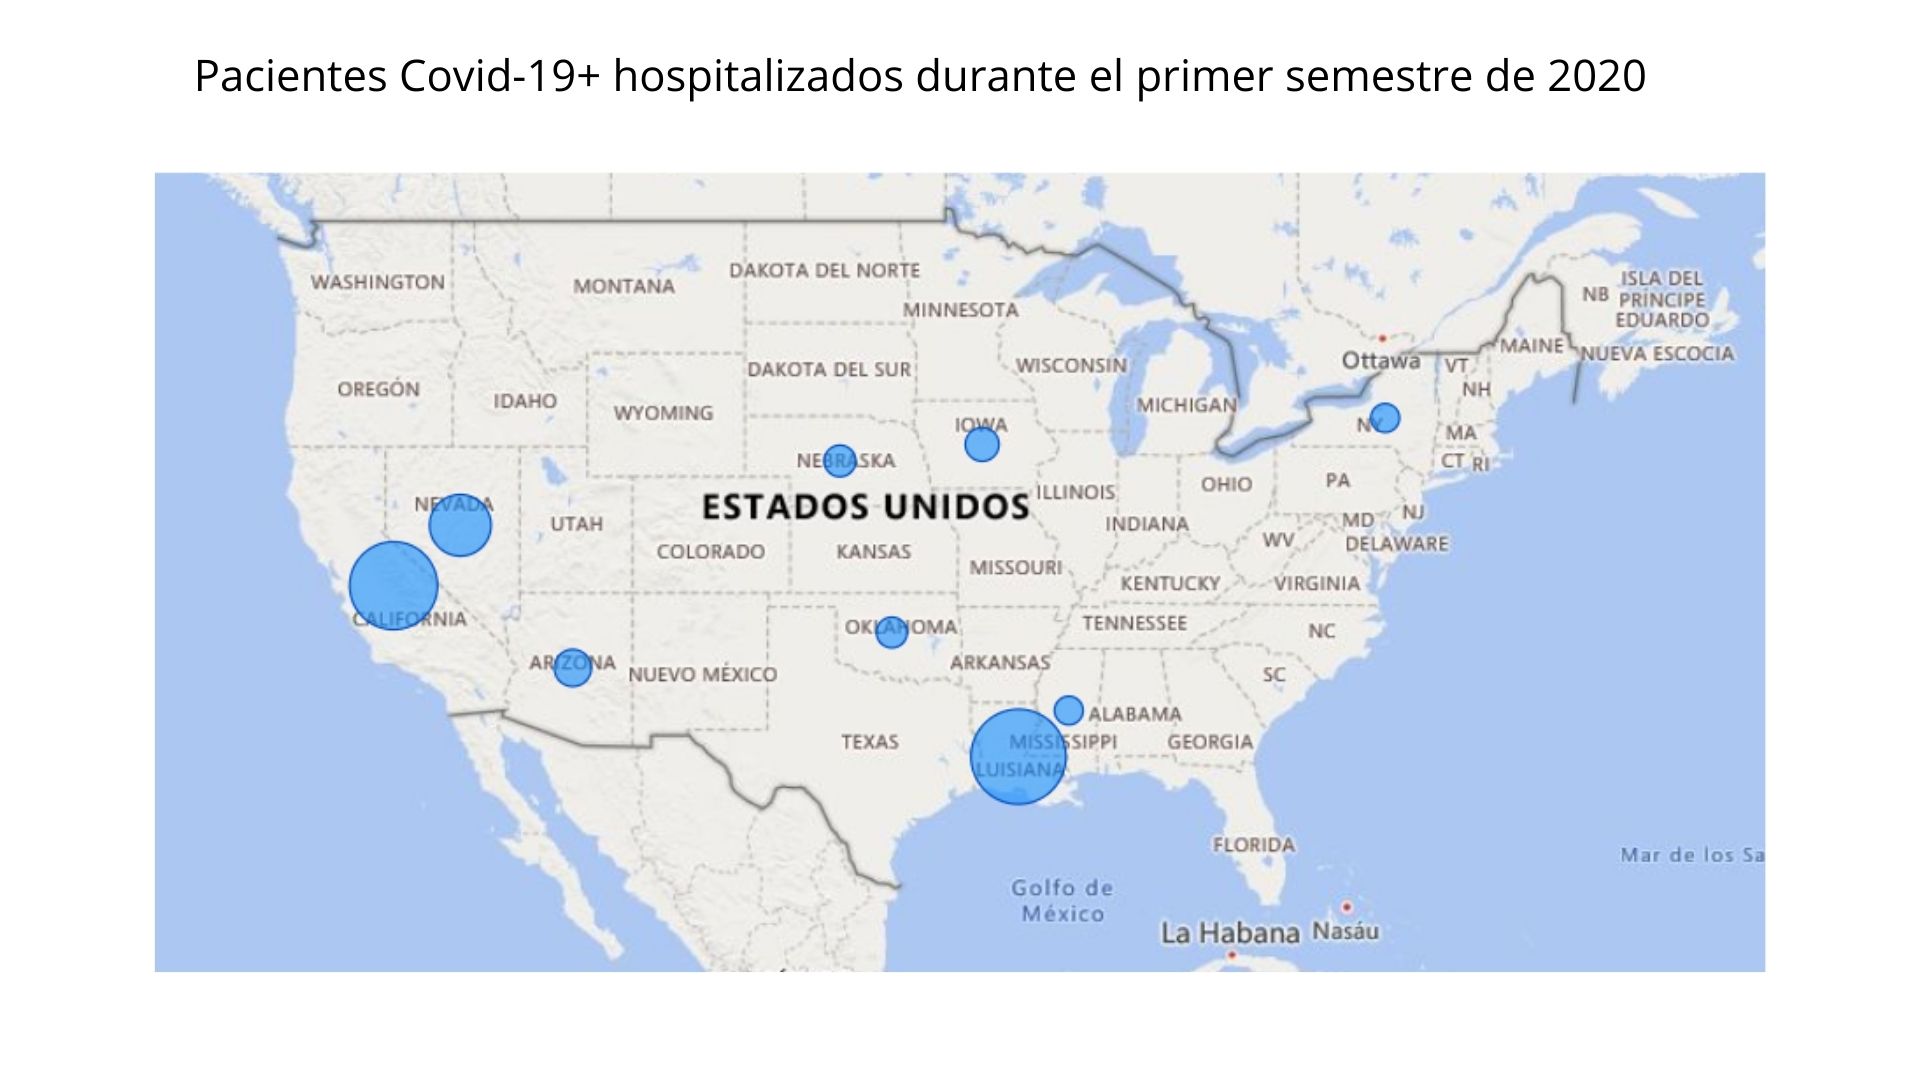 Pacientes Covid-19+ hospitalizados durante el primer semestre de 2020
WASHINGTON
MONTANA
DAKOTA DEL NORTE
MINNESOTA
ISLA DEL
PRÍNCIPE
EDUARDO
NB
MAINE
NUEVA ESCOCIA
Ottawa
VT
NH
OREGÓN
IDAHO
WYOMING
DAKOTA DEL SUR
WISCONSIN
MICHIGAN
NY
MA
CT
RI
IOWA
NEBRASKA
ESTADOS UNIDOS
ILLINOIS
OHIO
PA
NJ
NEVADA
UTAH
COLORADO
KANSAS
MISSOURI
INDIANA
WV
MD
DELAWARE
KENTUCKY
VIRGINIA
CALIFORNIA
OKLAHOMA
TENNESSEE
NC
ARIZONA
NUEVO MÉXICO
ARKANSAS
SC
TEXAS
ALABAMA
MISSISSIPPI
GEORGIA
LUISIANA
FLORIDA
Golfo de
México
Mar de los Sa
La Habana
Nasáu